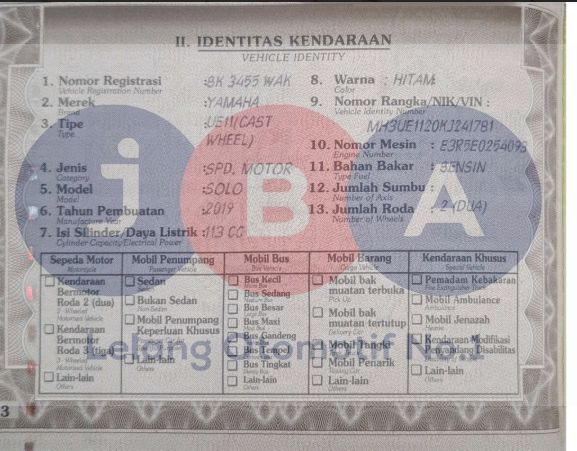 II. IDENTITAS KENDARAAN
VEHICLE IDENTITY
1. Nomor Registrasi :BK 3455 WAK
Vehicle Registration Number
2. Merek :YAMAHA
Brand
3. Tipe :UE11(CAST WHEEL)
Type
4. Jenis :SPD. MOTOR
Category
5. Model :SOLO
Model
6. Tahun Pembuatan :2019
Manufacture Year
7. Isi Silinder/Daya Listrik :113 CC
Cylinder Capacity/Electrical Power
8. Warna : HITAM
Color
9. Nomor Rangka/NIK/VIN :
Vehicle Identity Number
MH3UE1120KJ241781
10. Nomor Mesin : E3R5E0254093
Engine Number
11. Bahan Bakar : BENSIN
Type Fuel
12. Jumlah Sumbu :
Number of Axis
13. Jumlah Roda : 2 (DUA)
Number of Wheels
iBA
Sepeda Motor
Motorcycle
Kendaraan Bermotor
Roda 2 (dua)
2 Wheeled
Motorized Vehicle
Kendaraan Bermotor
Roda 3 (tiga)
3 Wheeled
Motorized Vehicle
Lain-lain
Others
Mobil Penumpang
Passenger Vehicle
Sedan
Sedan
Bukan Sedan
Non-Sedan
Mobil Penumpang
Keperluan Khusus
Lain-lain
Others
Mobil Bus
Bus Vehicle
Bus Kecil
Bus Sedang
Bus Besar
Bus Maxi
Bus Gandeng
Bus Tempel
Bus Tingkat
Lain-lain
Others
Mobil Barang
Cargo Vehicle
Mobil bak
muatan terbuka
Pick Up
Mobil bak
muatan tertutup
Delivery Car
Mobil Tangki
Mobil Penarik
Towing Car
Lain-lain
Others
Kendaraan Khusus
Special Vehicle
Pemadam Kebakaran
Mobil Ambulance
Ambulance
Mobil Jenazah
Hearse
Kendaraan Modifikasi
Penyandang Disabilitas
Lain-lain
Others
Lelang Otomotif No.1
3